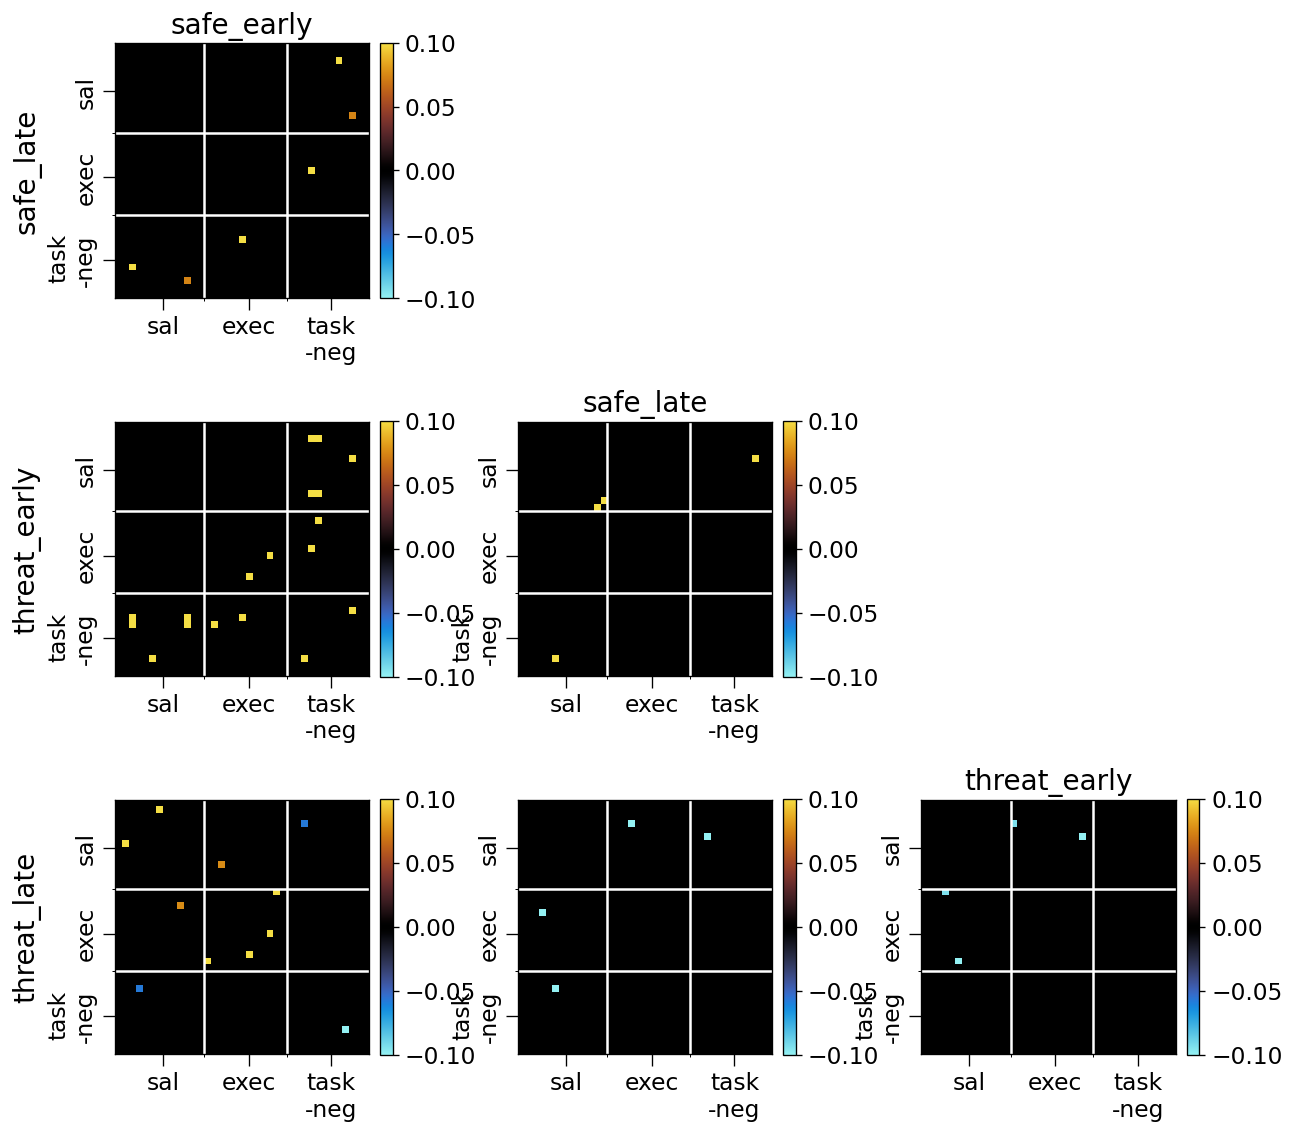 safe_early
safe_late
sal
exec
task
-neg
sal
exec
task
-neg
0.10
0.05
0.00
−0.05
−0.10
threat_early
sal
exec
task
-neg
sal
exec
task
-neg
0.10
0.05
0.00
−0.05
−0.10
safe_late
sal
exec
task
-neg
sal
exec
task
-neg
0.10
0.05
0.00
−0.05
−0.10
threat_late
sal
exec
task
-neg
sal
exec
task
-neg
0.10
0.05
0.00
−0.05
−0.10
sal
exec
task
-neg
sal
exec
task
-neg
0.10
0.05
0.00
−0.05
−0.10
threat_early
sal
exec
task
-neg
sal
exec
task
-neg
0.10
0.05
0.00
−0.05
−0.10